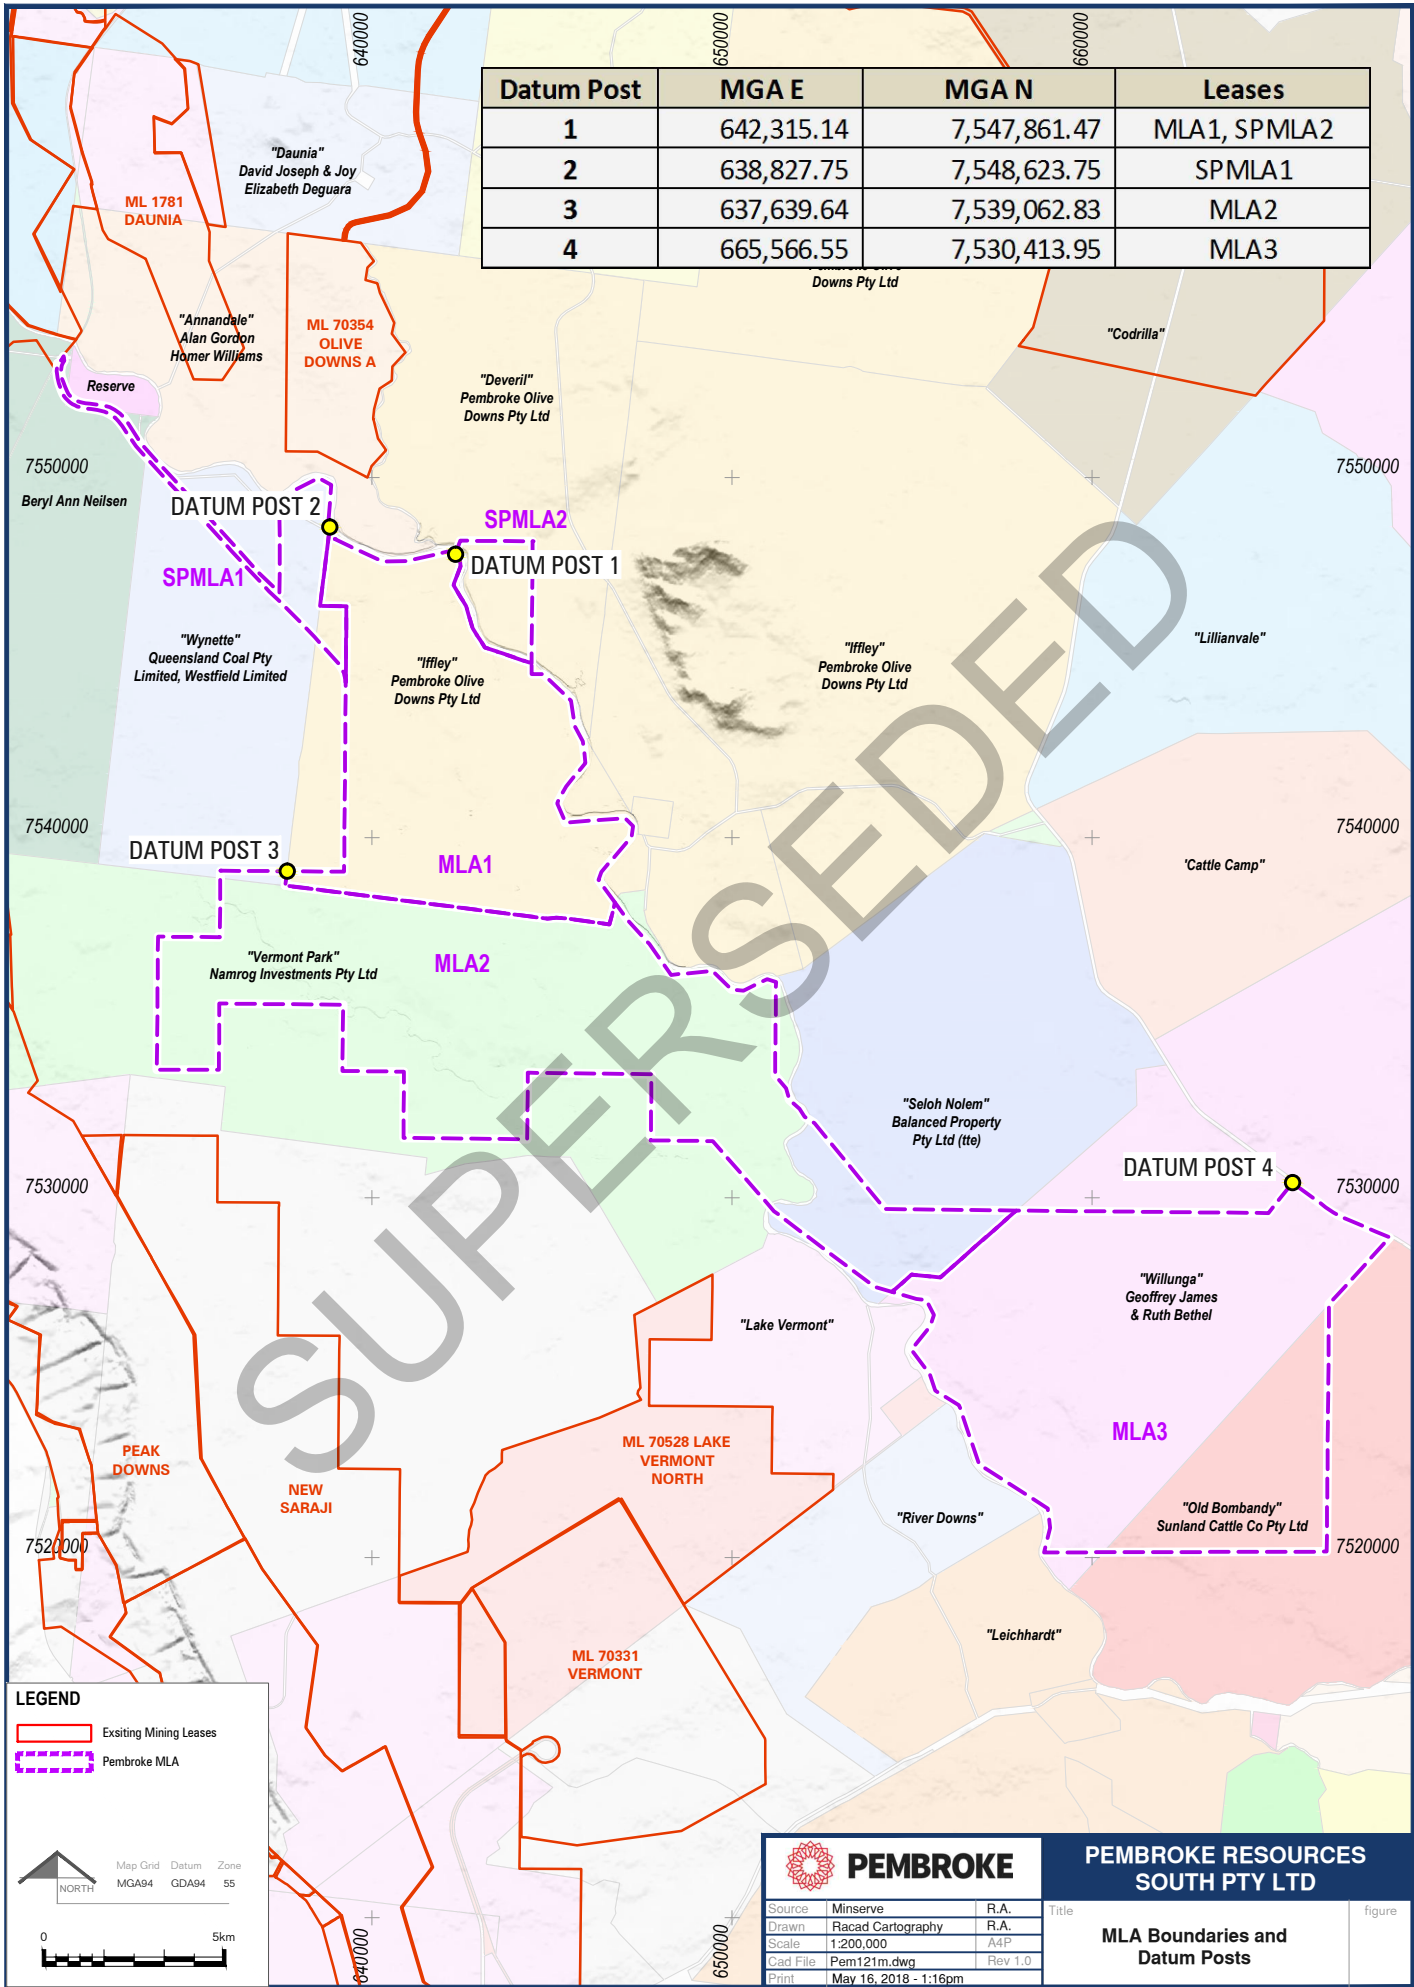 640000
650000
660000
Datum Post MGA E MGA N Leases
1 642,315.14 7,547,861.47 MLA1, SPMLA2
2 638,827.75 7,548,623.75 SPMLA1
3 637,639.64 7,539,062.83 MLA2
4 665,566.55 7,530,413.95 MLA3
Downs Pty Ltd
"Daunia"
David Joseph & Joy
Elizabeth Deguara
ML 1781
DAUNIA
"Annandale"
Alan Gordon
Homer Williams
ML 70354
OLIVE
DOWNS A
"Codrilla"
Reserve
"Deveril"
Pembroke Olive
Downs Pty Ltd
7550000
7550000
Beryl Ann Neilsen
DATUM POST 2
SPMLA2
DATUM POST 1
SPMLA1
"Wynette"
Queensland Coal Pty
Limited, Westfield Limited
"Iffley"
Pembroke Olive
Downs Pty Ltd
"Iffley"
Pembroke Olive
Downs Pty Ltd
"Lillianvale"
7540000
7540000
DATUM POST 3
MLA1
'Cattle Camp"
"Vermont Park"
Namrog Investments Pty Ltd
MLA2
SUPERSEDED
"Seloh Nolem"
Balanced Property
Pty Ltd (tte)
DATUM POST 4
7530000
7530000
"Willunga"
Geoffrey James
& Ruth Bethel
"Lake Vermont"
MLA3
PEAK
DOWNS
NEW
SARAJI
ML 70528 LAKE
VERMONT
NORTH
"River Downs"
"Old Bombandy"
Sunland Cattle Co Pty Ltd
7520000
7520000
"Leichhardt"
ML 70331
VERMONT
LEGEND
Exsiting Mining Leases
Pembroke MLA
NORTH
Map Grid Datum Zone
MGA94 GDA94 55
0 5km
640000
650000
PEMBROKE
PEMBROKE RESOURCES
SOUTH PTY LTD
Source Minserve R.A.
Drawn Racad Cartography R.A.
Scale 1:200,000 A4P
Cad File Pem121m.dwg Rev 1.0
Print May 16, 2018 - 1:16pm
Title
MLA Boundaries and
Datum Posts
figure